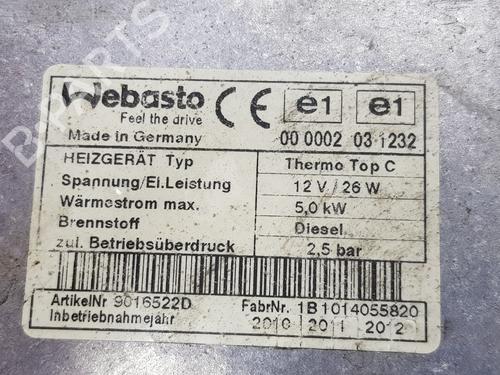 Webasto
Feel the drive
CE e1 e1
Made in Germany 00 0002 03 1232
HEIZGERÄT Typ Thermo Top C
Spannung/El.Leistung 12 V / 26 W
Wärmestrom max. 5,0 kW
Brennstoff Diesel
zul. Betriebsüberdruck 2,5 bar
ArtikelNr 9016522D FabrNr. 1B1014055820
Inbetriebnahmejahr 2010 2011 2012
B-PARTS